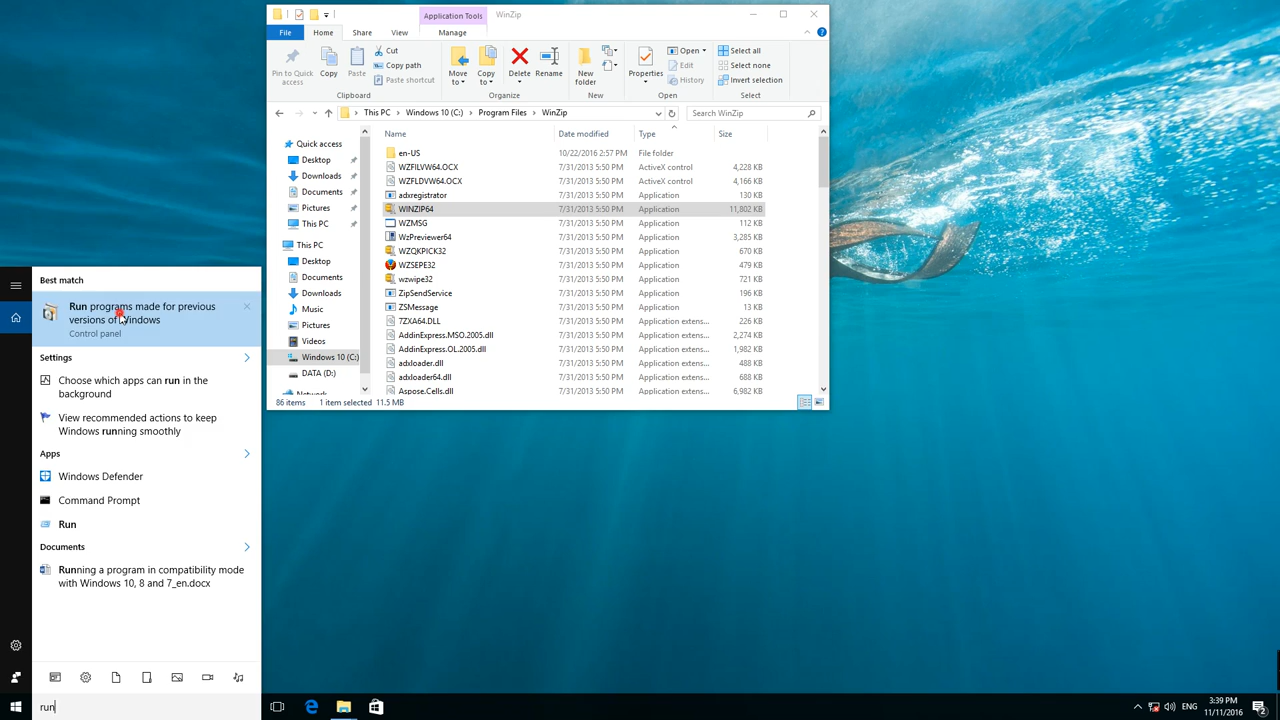 Application Tools
WinZip
File
Home
Share
View
Manage
Pin to Quick
access
Copy
Paste
Cut
Copy path
Paste shortcut
Clipboard
Move
to
Copy
to
Delete
Rename
Organize
New
folder
New
Properties
Open
Edit
History
Open
Select all
Select none
Invert selection
Select
This PC
Windows 10 (C:)
Program Files
WinZip
Search WinZip
Quick access
Desktop
Downloads
Documents
Pictures
This PC
This PC
Desktop
Documents
Downloads
Music
Pictures
Videos
Windows 10 (C:)
DATA (D:)
Network
Name Date modified Type Size
en-US 10/22/2016 2:57 PM File folder
WZFILVW64.OCX 7/31/2013 5:50 PM ActiveX control 4,228 KB
WZFLDVW64.OCX 7/31/2013 5:50 PM ActiveX control 4,166 KB
adxregistrator 7/31/2013 5:50 PM Application 130 KB
WINZIP64 7/31/2013 5:50 PM Application 11,802 KB
WZMSG 7/31/2013 5:50 PM Application 112 KB
WzPreviewer64 7/31/2013 5:50 PM Application 3,285 KB
WZQKPICK32 7/31/2013 5:50 PM Application 670 KB
WZSEPE32 7/31/2013 5:50 PM Application 479 KB
wzwipe32 7/31/2013 5:50 PM Application 721 KB
ZipSendService 7/31/2013 5:50 PM Application 196 KB
ZSMessage 7/31/2013 5:50 PM Application 13 KB
7ZXA64.DLL 7/31/2013 5:50 PM Application extens... 226 KB
AddinExpress.MSO.2005.dll 7/31/2013 5:50 PM Application extens... 2,274 KB
AddinExpress.OL.2005.dll 7/31/2013 5:50 PM Application extens... 1,982 KB
adxloader.dll 7/31/2013 5:50 PM Application extens... 488 KB
adxloader64.dll 7/31/2013 5:50 PM Application extens... 688 KB
Aspose.Cells.dll 7/31/2013 5:50 PM Application extens... 6,982 KB
86 items 1 item selected 11.5 MB
Best match
Run programs made for previous
versions of Windows
Control panel
Settings
Choose which apps can run in the
background
View recommended actions to keep
Windows running smoothly
Apps
Windows Defender
Command Prompt
Run
Documents
Running a program in compatibility mode
with Windows 10, 8 and 7_en.docx
run
ENG
3:39 PM
11/11/2016
2